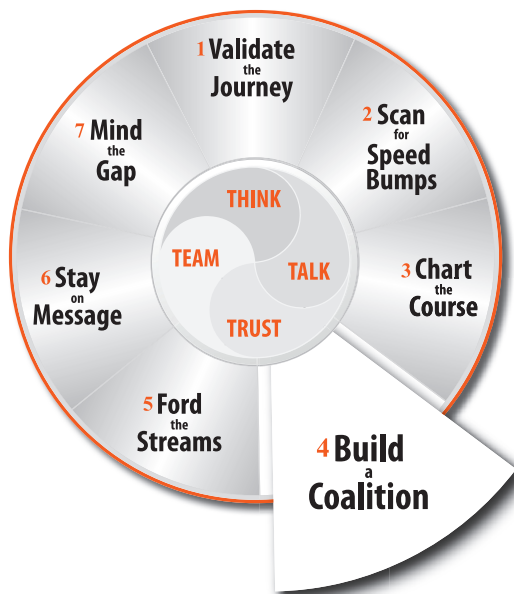 1 Validate
the
Journey
2 Scan
for
Speed
Bumps
3 Chart
the
Course
4 Build
a
Coalition
5 Ford
the
Streams
6 Stay
on
Message
7 Mind
the
Gap
THINK
TEAM
TALK
TRUST